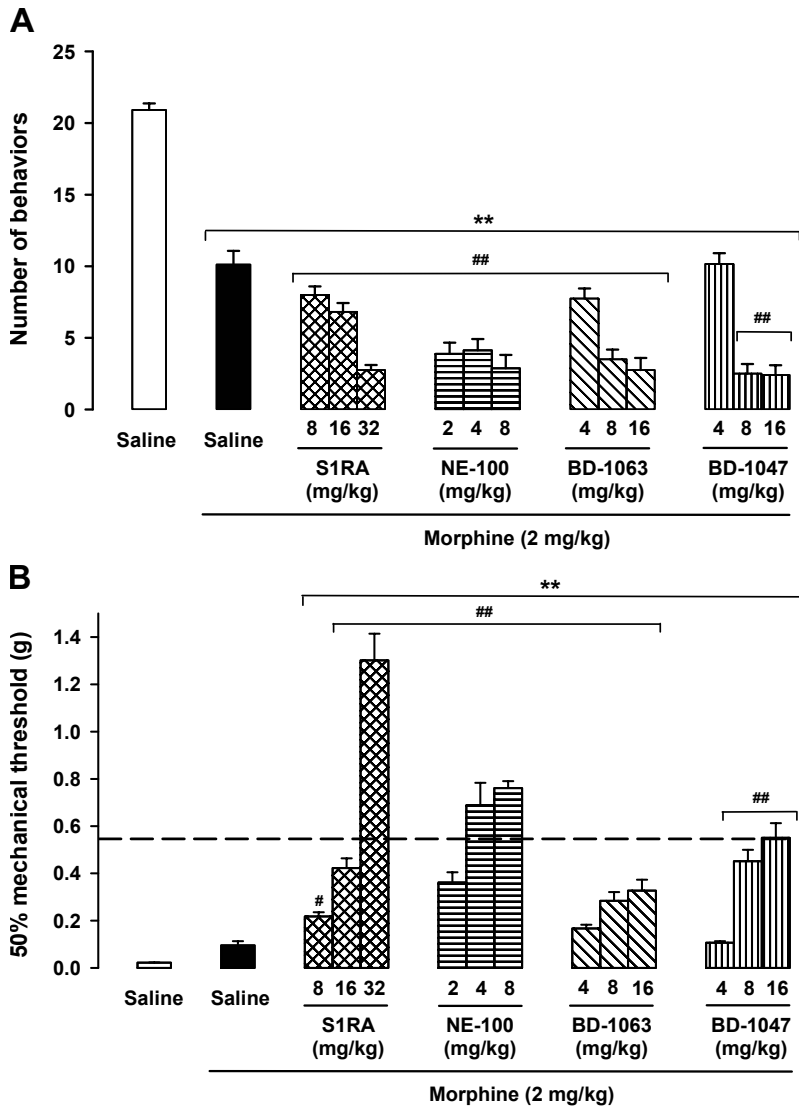 A
Number of behaviors
25
20
15
10
5
0
**
##
##
8 16 32 2 4 8 4 8 16 4 8 16
Saline Saline
S1RA NE-100 BD-1063 BD-1047
(mg/kg) (mg/kg) (mg/kg) (mg/kg)
Morphine (2 mg/kg)
B
50% mechanical threshold (g)
**
##
1.4
1.2
1.0
0.8
##
0.6
0.4
#
0.2
0.0
8 16 32 2 4 8 4 8 16 4 8 16
Saline Saline
S1RA NE-100 BD-1063 BD-1047
(mg/kg) (mg/kg) (mg/kg) (mg/kg)
Morphine (2 mg/kg)